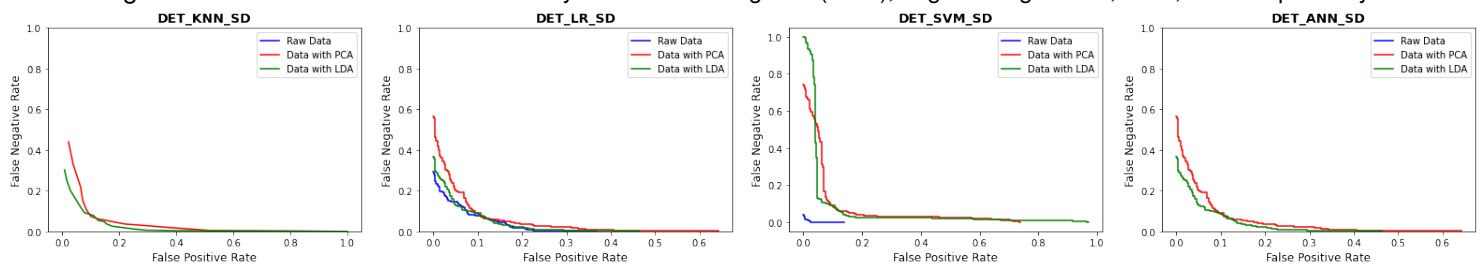 DET_KNN_SD
1.0
0.8
0.6
0.4
0.2
0.0
False Negative Rate
0.0 0.2 0.4 0.6 0.8 1.0
False Positive Rate
Raw Data
Data with PCA
Data with LDA
DET_LR_SD
1.0
0.8
0.6
0.4
0.2
0.0
False Negative Rate
0.0 0.1 0.2 0.3 0.4 0.5 0.6
False Positive Rate
Raw Data
Data with PCA
Data with LDA
DET_SVM_SD
1.0
0.8
0.6
0.4
0.2
0.0
False Negative Rate
0.0 0.2 0.4 0.6 0.8 1.0
False Positive Rate
Raw Data
Data with PCA
Data with LDA
DET_ANN_SD
1.0
0.8
0.6
0.4
0.2
0.0
False Negative Rate
0.0 0.1 0.2 0.3 0.4 0.5 0.6
False Positive Rate
Raw Data
Data with PCA
Data with LDA